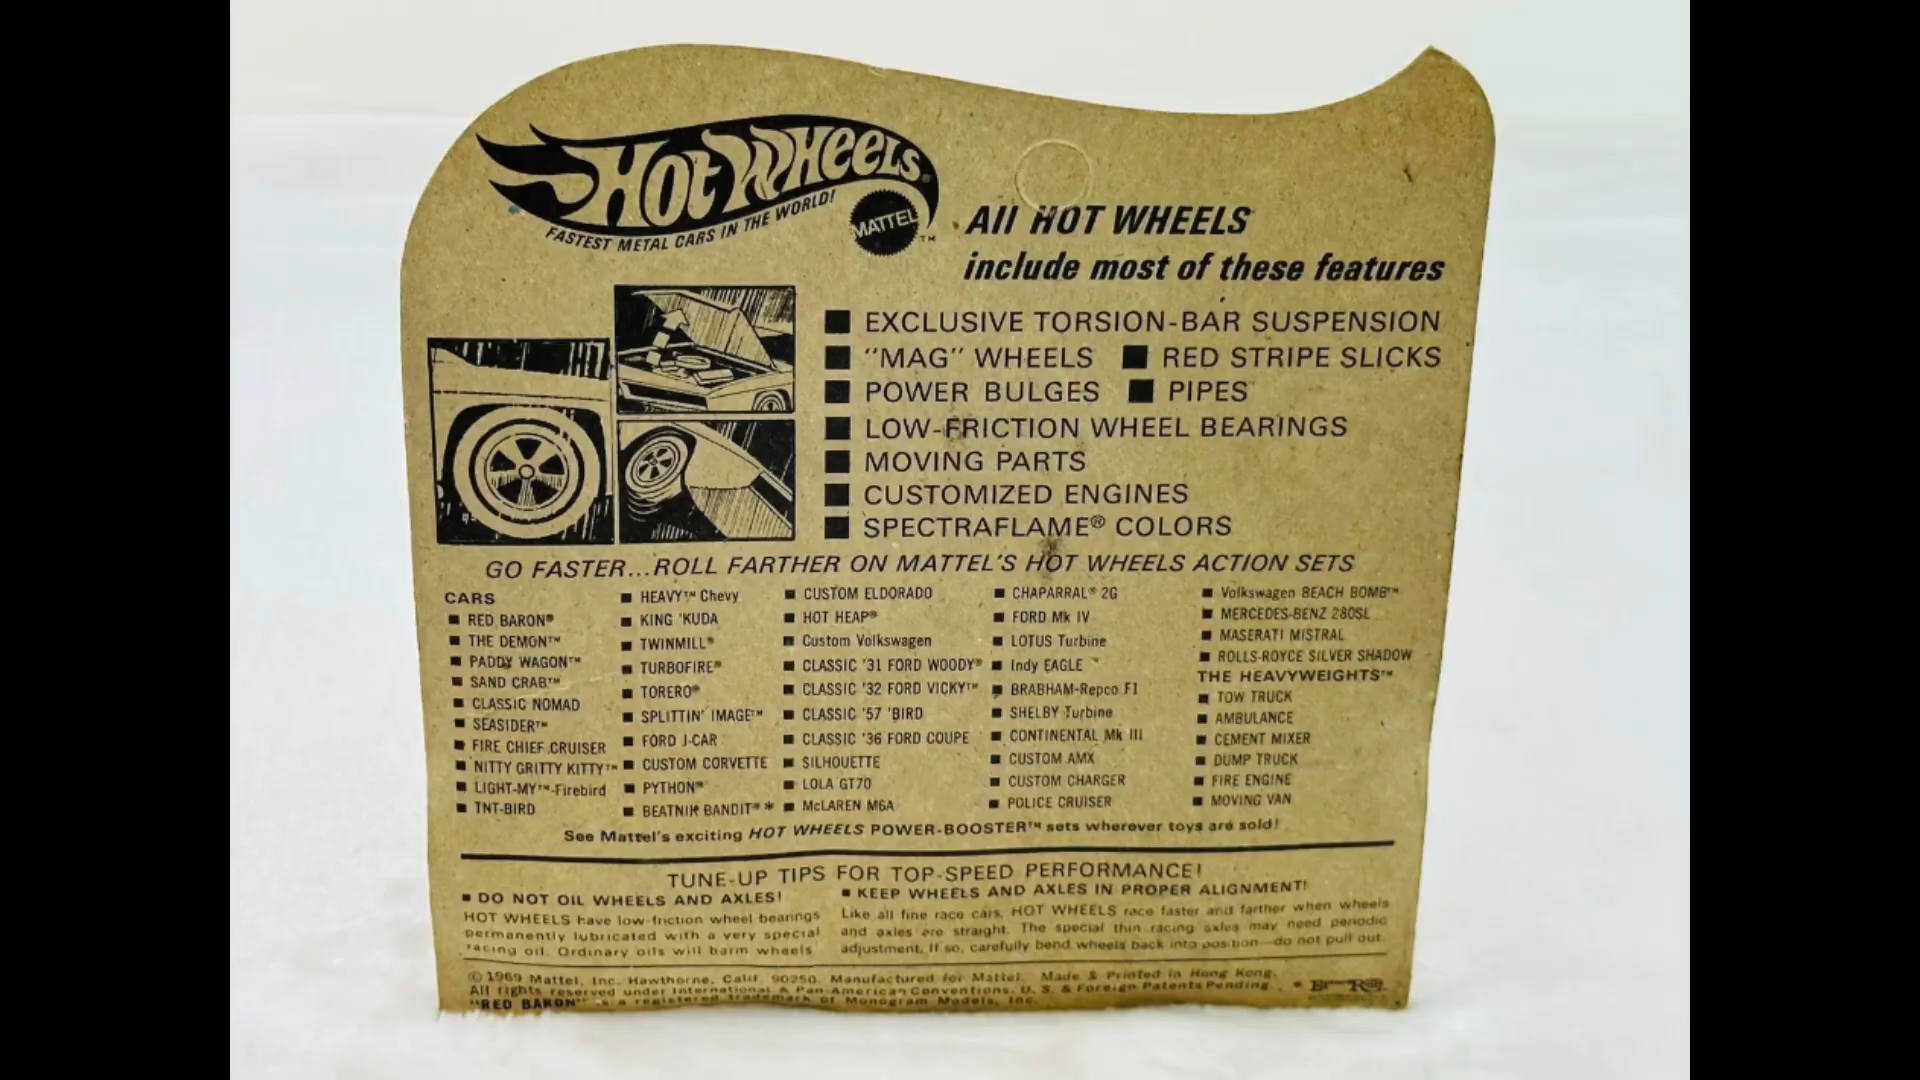 HOT WHEELS®
FASTEST METAL CARS IN THE WORLD!
MATTEL™
All HOT WHEELS
include most of these features
■ EXCLUSIVE TORSION-BAR SUSPENSION
■ "MAG" WHEELS ■ RED STRIPE SLICKS
■ POWER BULGES ■ PIPES
■ LOW-FRICTION WHEEL BEARINGS
■ MOVING PARTS
■ CUSTOMIZED ENGINES
■ SPECTRAFLAME® COLORS
GO FASTER...ROLL FARTHER ON MATTEL'S HOT WHEELS ACTION SETS
CARS
■ RED BARON®
■ THE DEMON™
■ PADDY WAGON™
■ SAND CRAB™
■ CLASSIC NOMAD
■ SEASIDER™
■ FIRE CHIEF CRUISER
■ NITTY GRITTY KITTY™
■ LIGHT-MY™-Firebird
■ TNT-BIRD
■ HEAVY™ Chevy
■ KING 'KUDA
■ TWINMILL®
■ TURBOFIRE®
■ TORERO®
■ SPLITTIN' IMAGE™
■ FORD J-CAR
■ CUSTOM CORVETTE
■ PYTHON®
■ BEATNIK BANDIT® *
■ CUSTOM ELDORADO
■ HOT HEAP®
■ Custom Volkswagen
■ CLASSIC '31 FORD WOODY®
■ CLASSIC '32 FORD VICKY™
■ CLASSIC '57 'BIRD
■ CLASSIC '36 FORD COUPE
■ SILHOUETTE
■ LOLA GT70
■ McLAREN M6A
■ CHAPARRAL® 2G
■ FORD Mk IV
■ LOTUS Turbine
■ Indy EAGLE™
■ BRABHAM-Repco F1
■ SHELBY Turbine
■ CONTINENTAL Mk III
■ CUSTOM AMX
■ CUSTOM CHARGER
■ POLICE CRUISER
■ Volkswagen BEACH BOMB™
■ MERCEDES-BENZ 280SL
■ MASERATI MISTRAL
■ ROLLS-ROYCE SILVER SHADOW
THE HEAVYWEIGHTS™
■ TOW TRUCK
■ AMBULANCE
■ CEMENT MIXER
■ DUMP TRUCK
■ FIRE ENGINE
■ MOVING VAN
See Mattel's exciting HOT WHEELS POWER-BOOSTER™ sets wherever toys are sold!
TUNE-UP TIPS FOR TOP-SPEED PERFORMANCE!
■ DO NOT OIL WHEELS AND AXLES!
HOT WHEELS have low-friction wheel bearings
permanently lubricated with a very special
racing oil. Ordinary oils will harm wheels
■ KEEP WHEELS AND AXLES IN PROPER ALIGNMENT!
Like all fine race cars, HOT WHEELS race faster and farther when wheels
and axles are straight. The special thin racing axles may need periodic
adjustment. If so, carefully bend wheels back into position—do not pull out.
© 1969 Mattel, Inc. Hawthorne, Calif. 90250. Manufactured for Mattel. Made & Printed in Hong Kong.
All rights reserved under International & Pan-American Conventions. U. S. & Foreign Patents Pending. *
"RED BARON" is a registered trademark of Monogram Models, Inc.